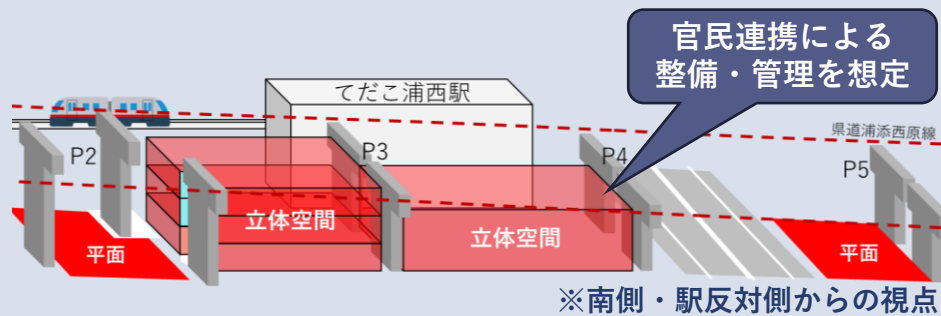 官民連携による
整備・管理を想定
てだこ浦西駅
県道浦添西原線
P2
P3
P4
P5
立体空間
立体空間
平面
平面
※南側・駅反対側からの視点